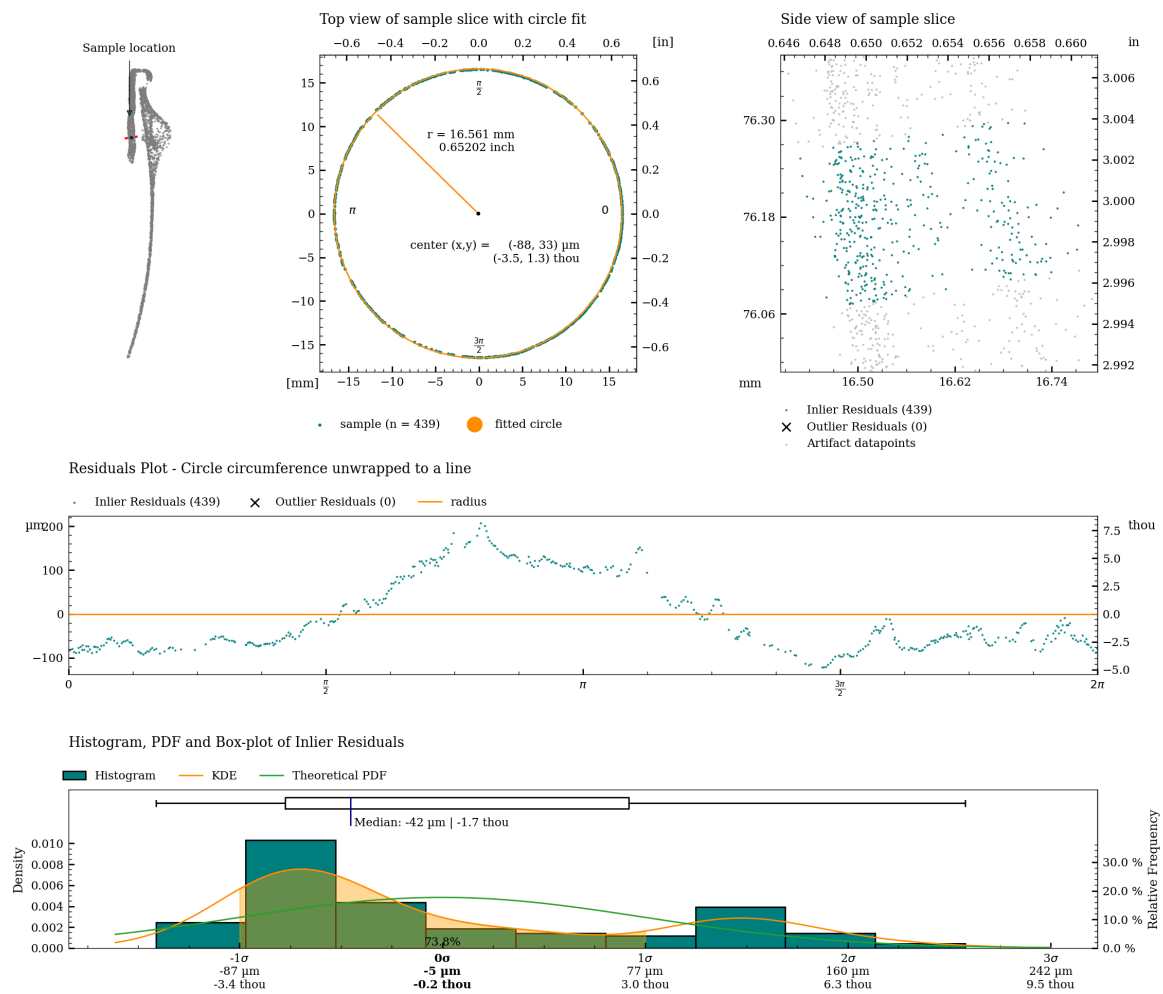 Top view of sample slice with circle fit
Side view of sample slice
Sample location
−0.6 −0.4 −0.2 0.0 0.2 0.4 0.6 [in]
0.646 0.648 0.650 0.652 0.654 0.656 0.658 0.660 in
15
10
5
0
−5
−10
−15
[mm]
−15 −10 −5 0 5 10 15
0.6
0.4
0.2
0.0
−0.2
−0.4
−0.6
π/2
r = 16.561 mm
0.65202 inch
π
0
center (x,y) = (-88, 33) µm
(-3.5, 1.3) thou
3π/2
76.30
76.18
76.06
mm
16.50 16.62 16.74
3.006
3.004
3.002
3.000
2.998
2.996
2.995
2.994
2.992
sample (n = 439) fitted circle
Inlier Residuals (439)
Outlier Residuals (0)
Artifact datapoints
Residuals Plot - Circle circumference unwrapped to a line
Inlier Residuals (439) Outlier Residuals (0) radius
µm
200
100
0
−100
7.5 thou
5.0
2.5
0.0
−2.5
−5.0
0 π/2 π 3π/2 2π
Histogram, PDF and Box-plot of Inlier Residuals
Histogram KDE Theoretical PDF
Median: -42 µm | -1.7 thou
Density
0.010
0.008
0.006
0.004
0.002
0.000
73.8%
Relative Frequency
30.0 %
20.0 %
10.0 %
0.0 %
-1σ 0σ 1σ 2σ 3σ
-87 µm -5 µm 77 µm 160 µm 242 µm
-3.4 thou -0.2 thou 3.0 thou 6.3 thou 9.5 thou